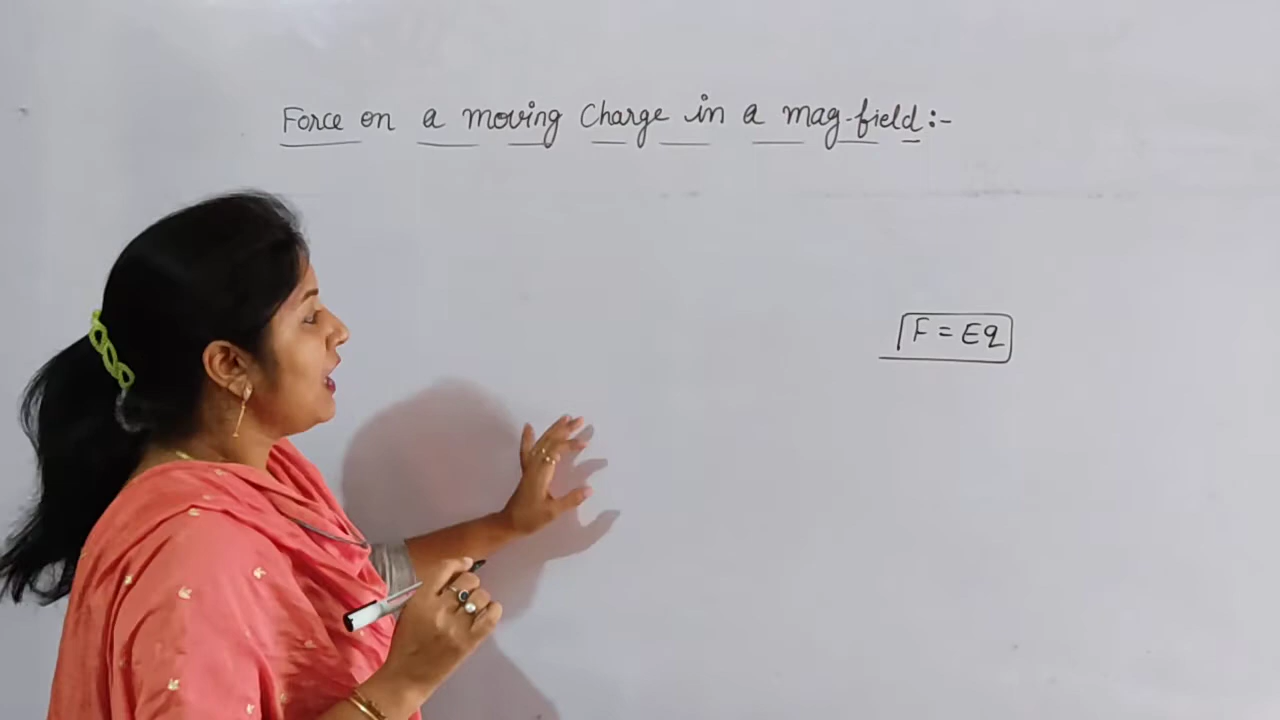 Force on a moving Charge in a mag-field:-
F = Eq